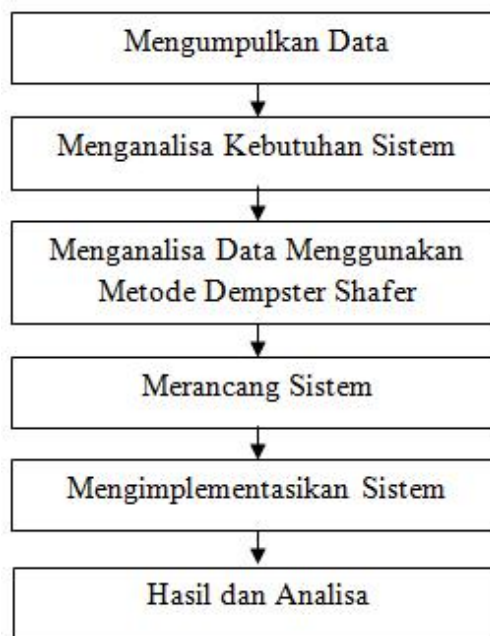 Mengumpulkan Data
Menganalisa Kebutuhan Sistem
Menganalisa Data Menggunakan
Metode Dempster Shafer
Merancang Sistem
Mengimplementasikan Sistem
Hasil dan Analisa